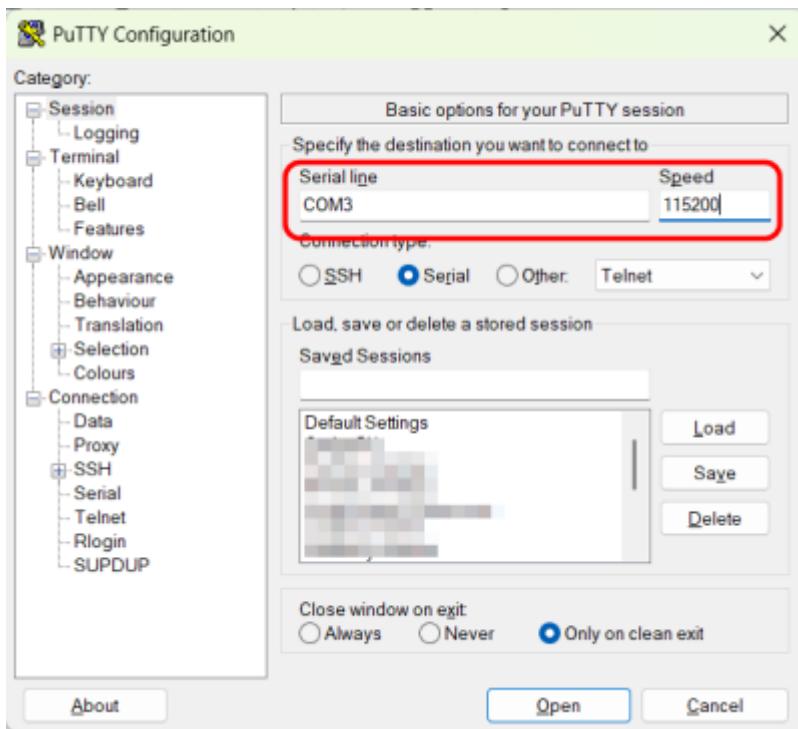 PuTTY Configuration
Category:
Session
Logging
Terminal
Keyboard
Bell
Features
Window
Appearance
Behaviour
Translation
Selection
Colours
Connection
Data
Proxy
SSH
Serial
Telnet
Rlogin
SUPDUP
Basic options for your PuTTY session
Specify the destination you want to connect to
Serial line Speed
COM3 115200
Connection type:
SSH Serial Other: Telnet
Load, save or delete a stored session
Saved Sessions
Default Settings
Load
Save
Delete
Close window on exit:
Always Never Only on clean exit
About Open Cancel